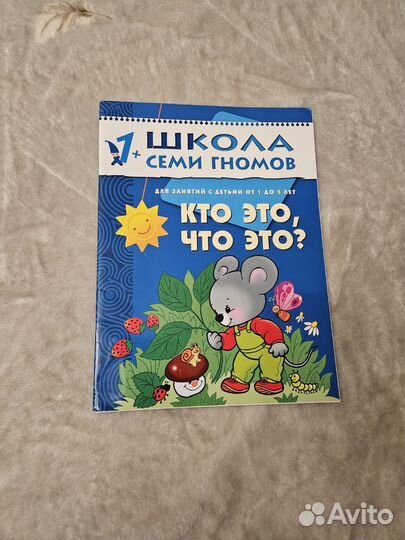 1+ ШКОЛА
СЕМИ ГНОМОВ
ДЛЯ ЗАНЯТИЙ С ДЕТЬМИ ОТ 1 ДО 2 ЛЕТ
КТО ЭТО,
ЧТО ЭТО?
Avito